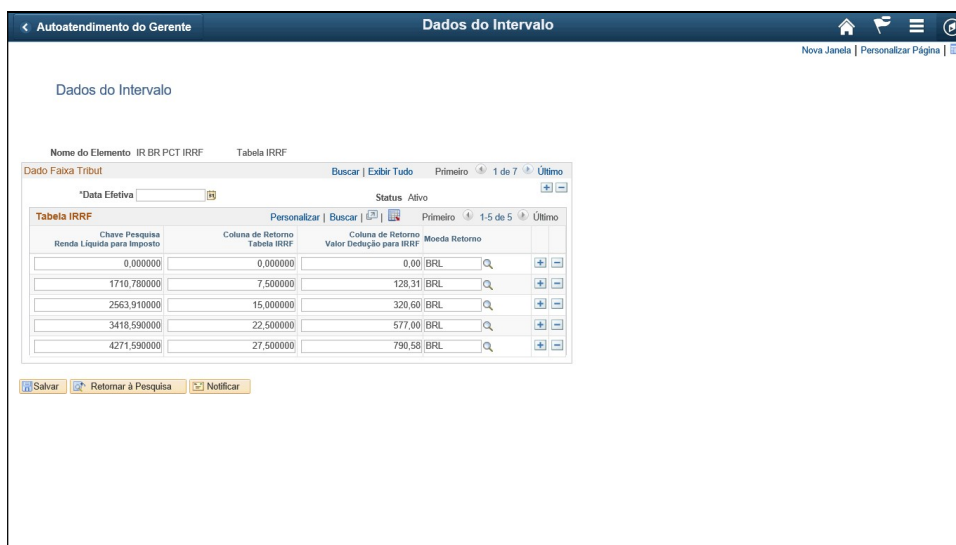 Autoatendimento do Gerente
Dados do Intervalo
Nova Janela | Personalizar Página |
Dados do Intervalo
Nome do Elemento IR BR PCT IRRF Tabela IRRF
Dado Faixa Tribut Buscar | Exibir Tudo Primeiro 1 de 7 Último
*Data Efetiva Status Ativo
Tabela IRRF Personalizar | Buscar | | Primeiro 1-5 de 5 Último
Chave Pesquisa Coluna de Retorno Coluna de Retorno Moeda Retorno
Renda Líquida para Imposto Tabela IRRF Valor Dedução para IRRF
0,000000 0,000000 0,00 BRL
1710,780000 7,500000 128,31 BRL
2563,910000 15,000000 320,60 BRL
3418,590000 22,500000 577,00 BRL
4271,590000 27,500000 790,58 BRL
Salvar Retornar à Pesquisa Notificar